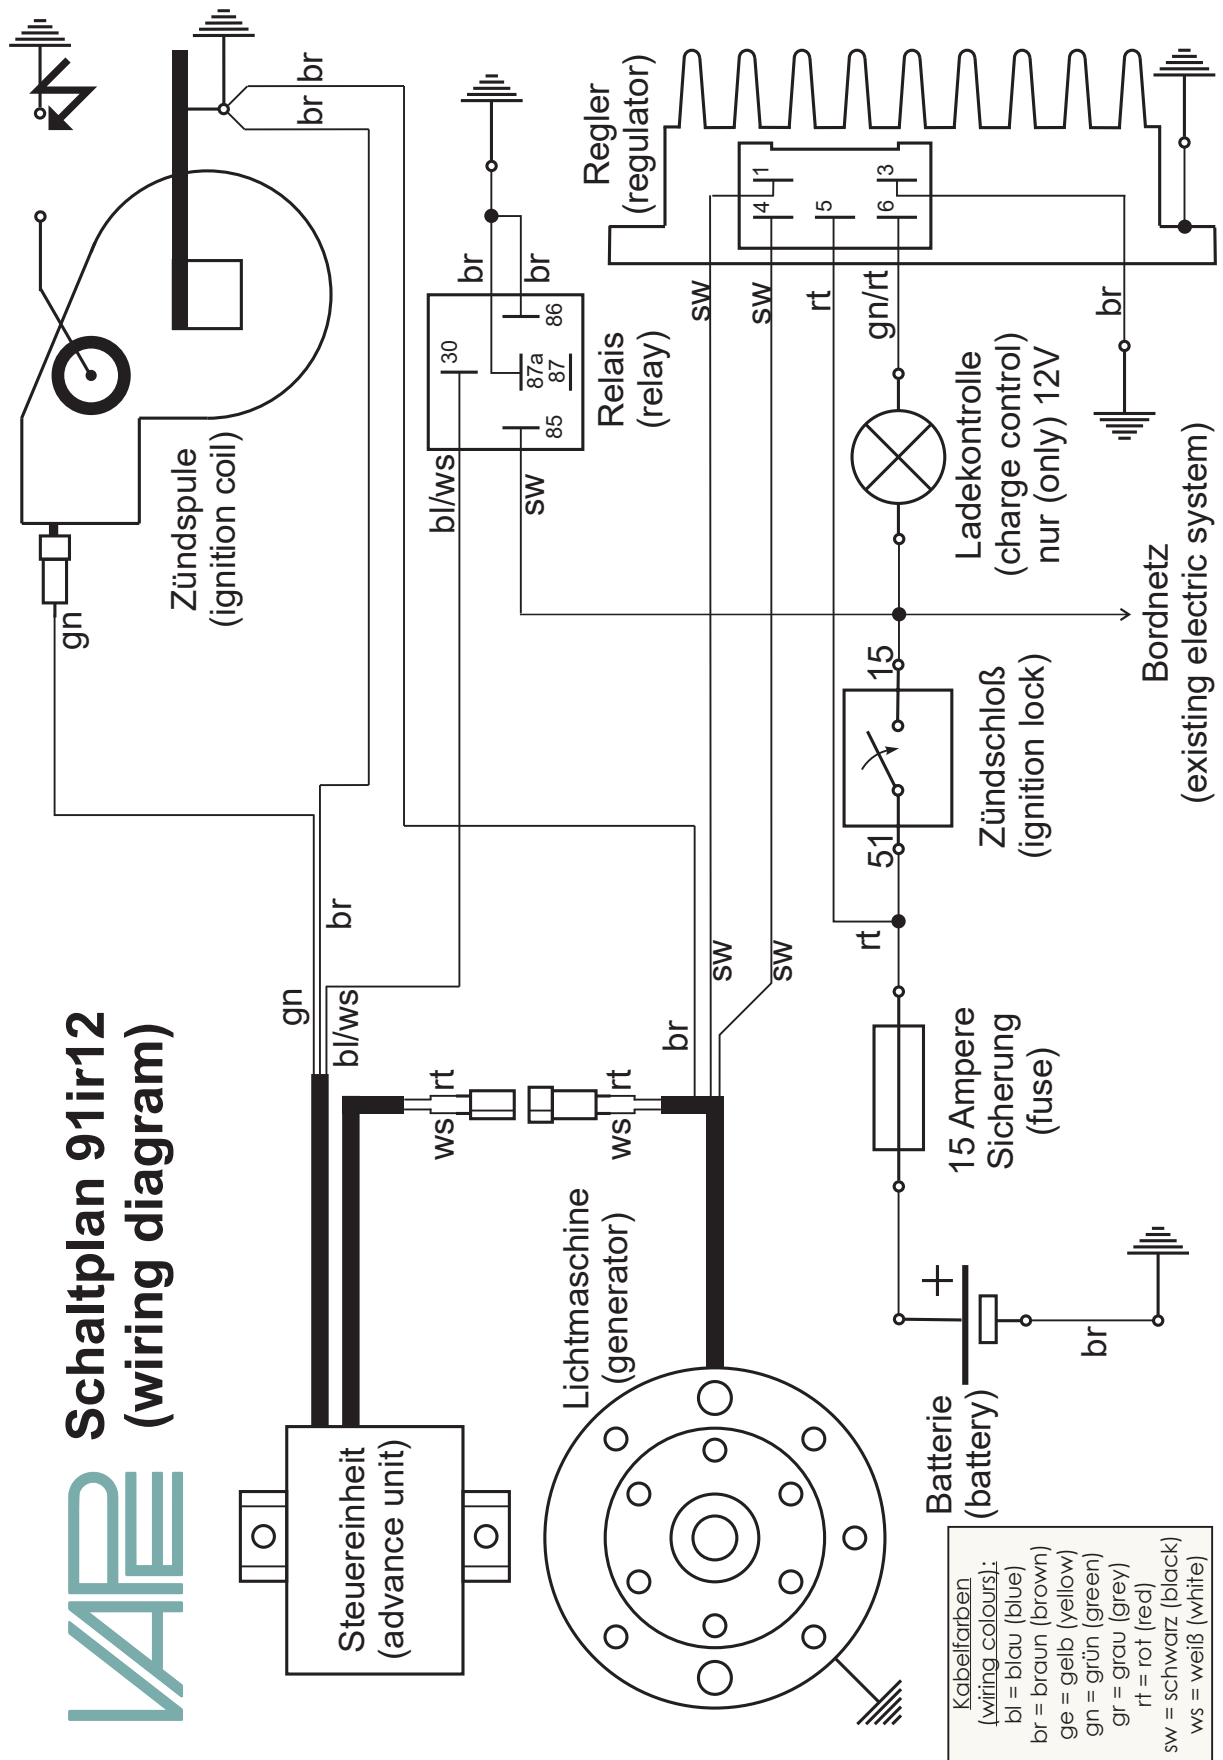 VAPE
Schaltplan 91ir12
(wiring diagram)
gn
Zündspule
(ignition coil)
br
br
gn
br
bl/ws
Steuereinheit
(advance unit)
ws
rt
ws
rt
br
br
30
87a
87
86
85
Relais
(relay)
bl/ws
sw
Lichtmaschine
(generator)
br
sw
sw
Regler
(regulator)
1
4
5
3
6
sw
sw
rt
gn/rt
br
Ladekontrolle
(charge control)
nur (only) 12V
Bordnetz
(existing electric system)
15
51
Zündschloß
(ignition lock)
rt
15 Ampere
Sicherung
(fuse)
+
Batterie
(battery)
br
Kabelfarben
(wiring colours):
bl = blau (blue)
br = braun (brown)
ge = gelb (yellow)
gn = grün (green)
gr = grau (grey)
rt = rot (red)
sw = schwarz (black)
ws = weiß (white)